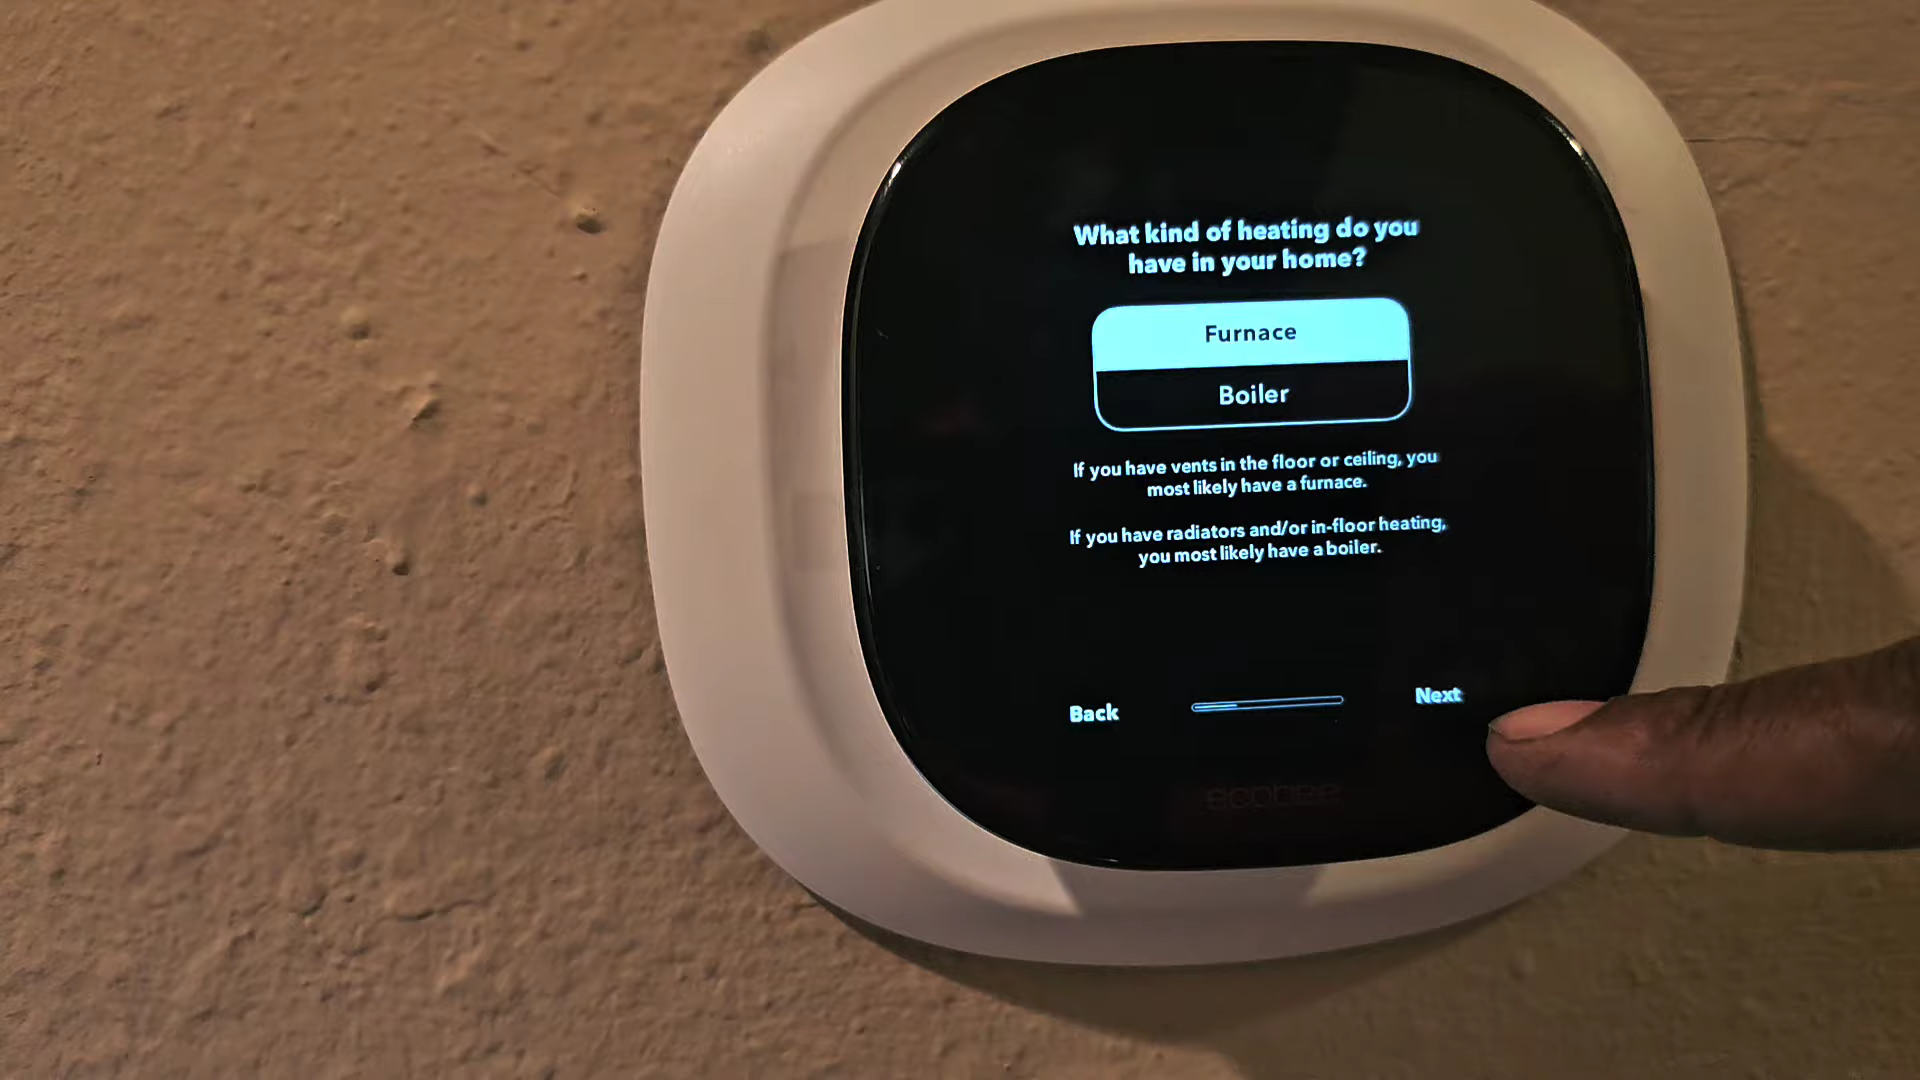 What kind of heating do you
have in your home?
Furnace
Boiler
If you have vents in the floor or ceiling, you
most likely have a furnace.
If you have radiators and/or in-floor heating,
you most likely have a boiler.
Back
Next
ecobee